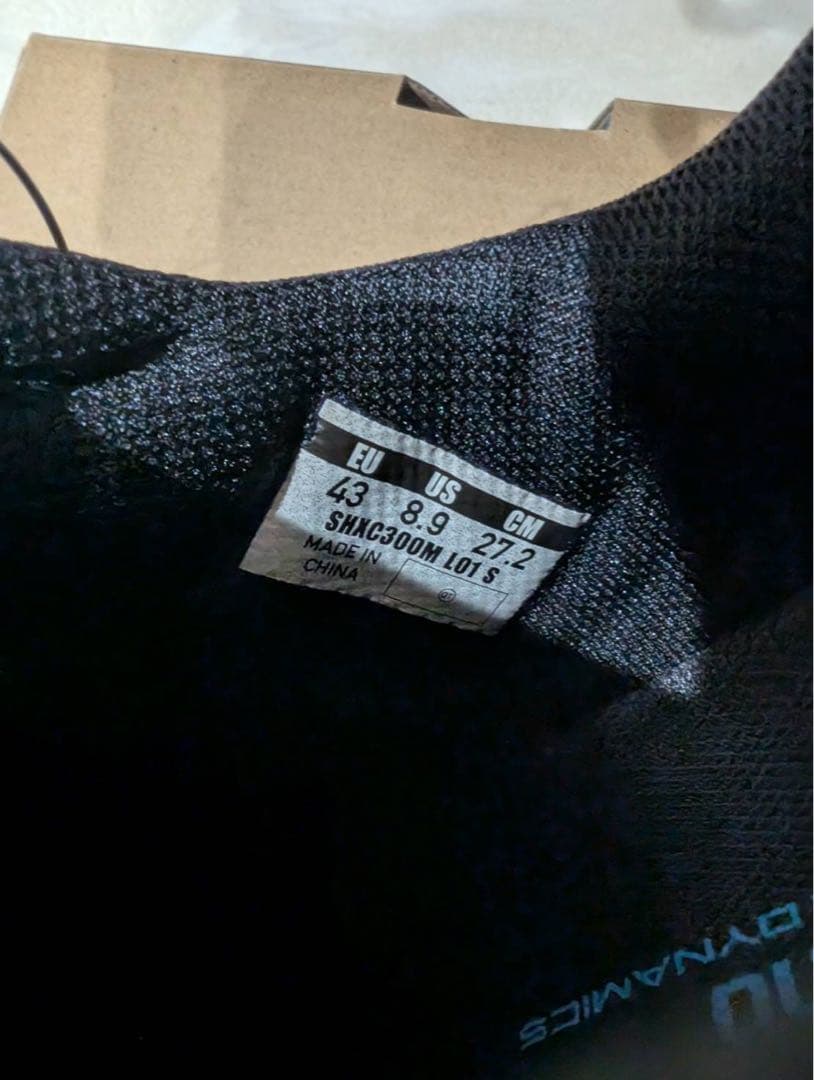 EU US CM
43 8.9 27.2
SHXC300M L01 S
MADE IN
CHINA
DYNAMICS